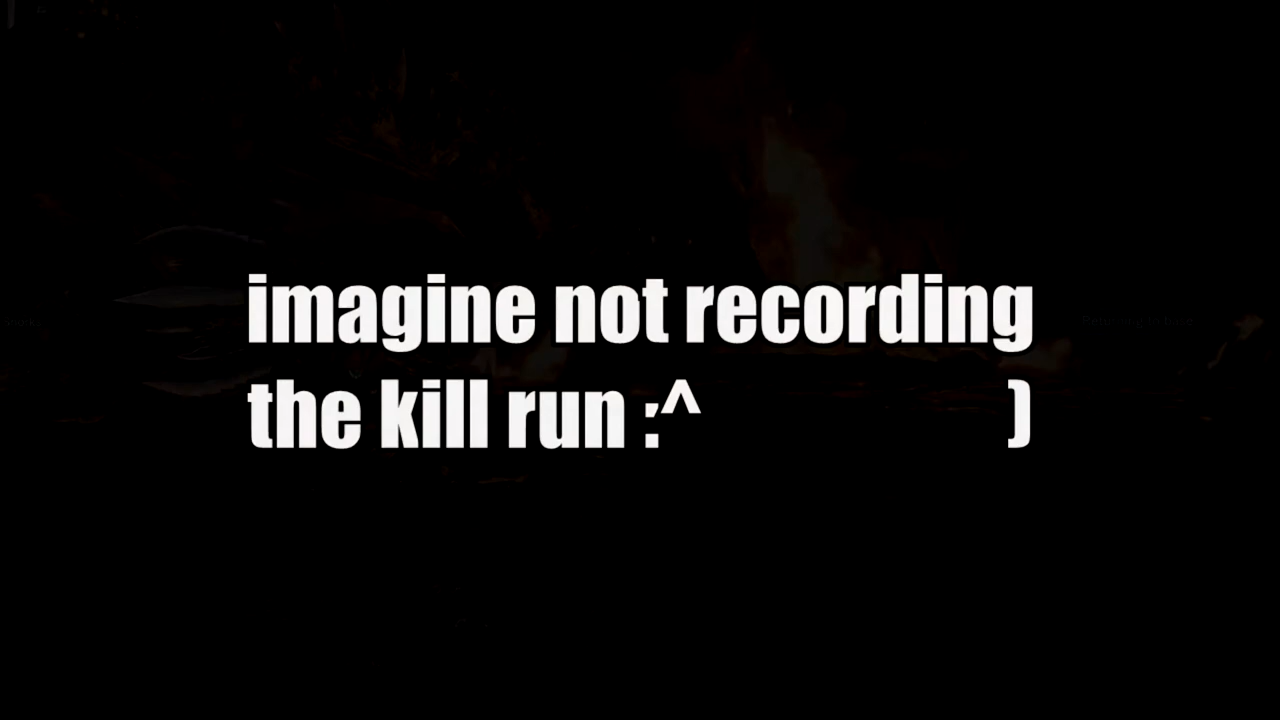 imagine not recording
the kill run :^ )